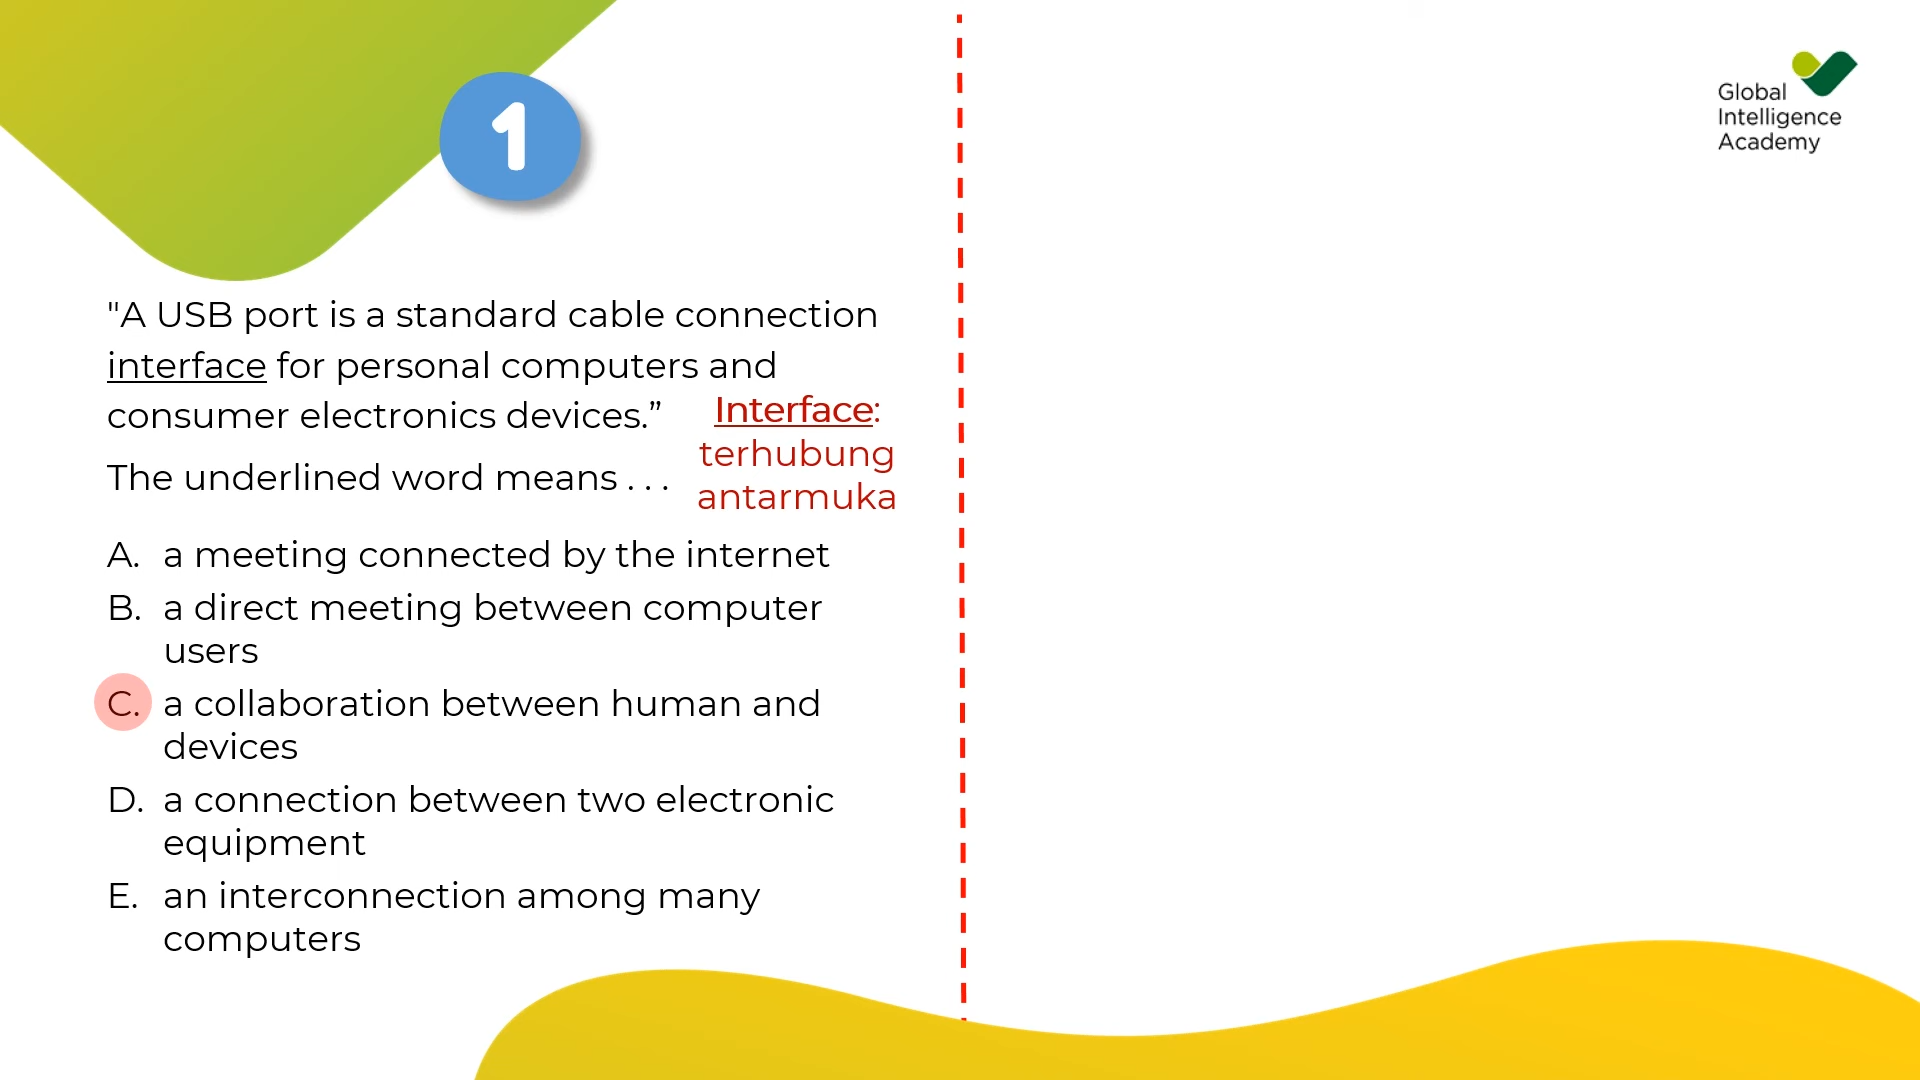 1
Global
Intelligence
Academy
"A USB port is a standard cable connection
interface for personal computers and
consumer electronics devices.”
Interface:
terhubung
antarmuka
The underlined word means . . .
A. a meeting connected by the internet
B. a direct meeting between computer
users
C. a collaboration between human and
devices
D. a connection between two electronic
equipment
E. an interconnection among many
computers